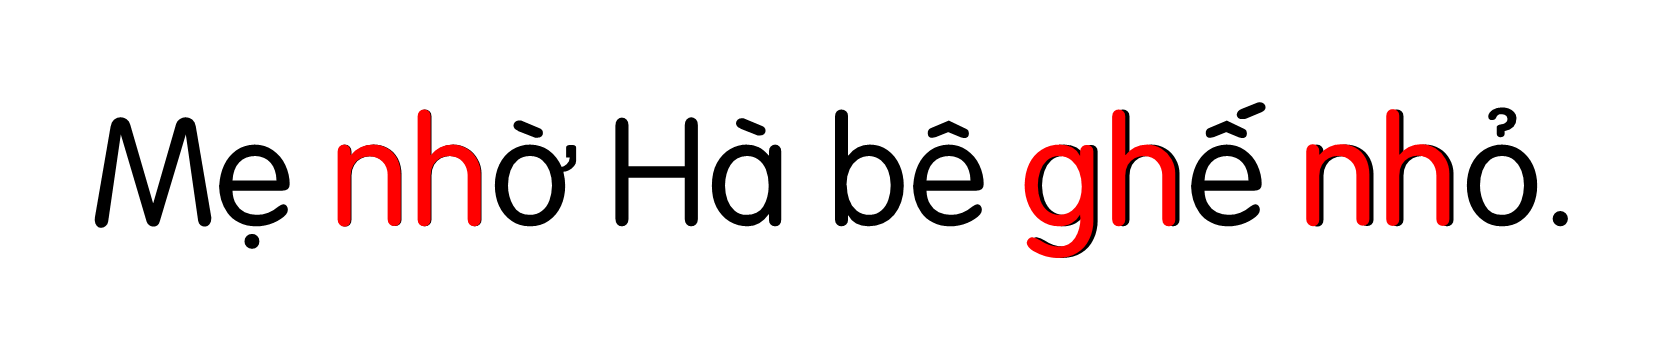 Mẹ nhờ Hà bê ghế nhỏ.